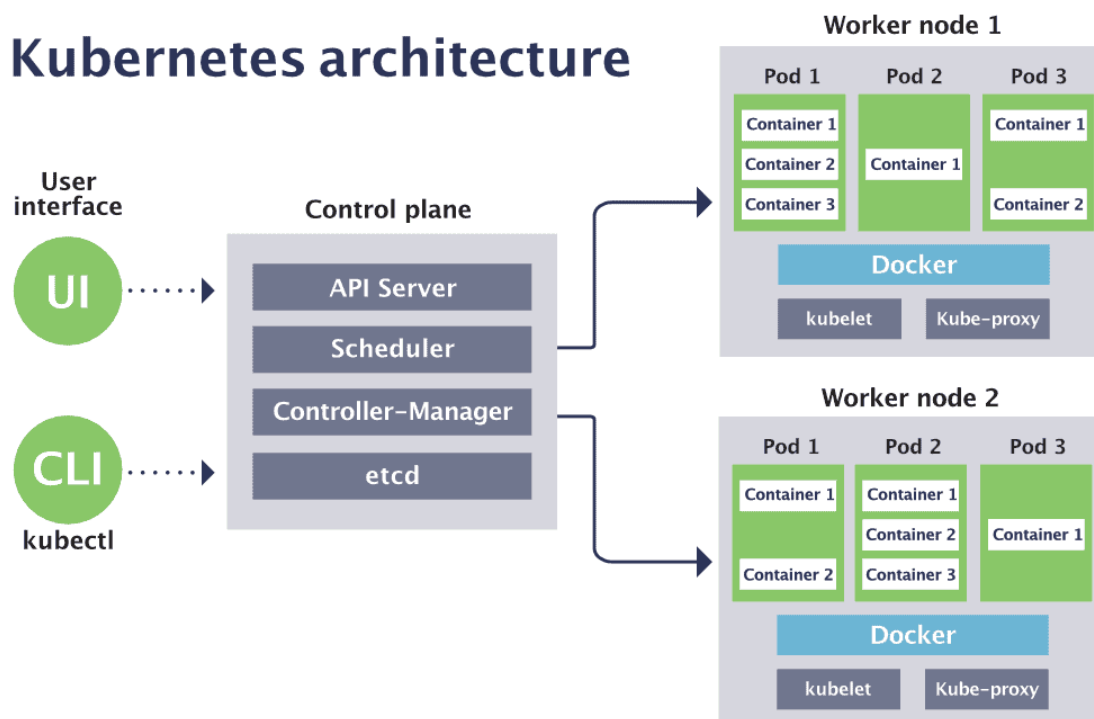 Kubernetes architecture
User
interface
UI
CLI
kubectl
Control plane
API Server
Scheduler
Controller-Manager
etcd
Worker node 1
Pod 1
Container 1
Container 2
Container 3
Pod 2
Container 1
Pod 3
Container 1
Container 2
Docker
kubelet
Kube-proxy
Worker node 2
Pod 1
Container 1
Container 2
Pod 2
Container 1
Container 2
Container 3
Pod 3
Container 1
Docker
kubelet
Kube-proxy